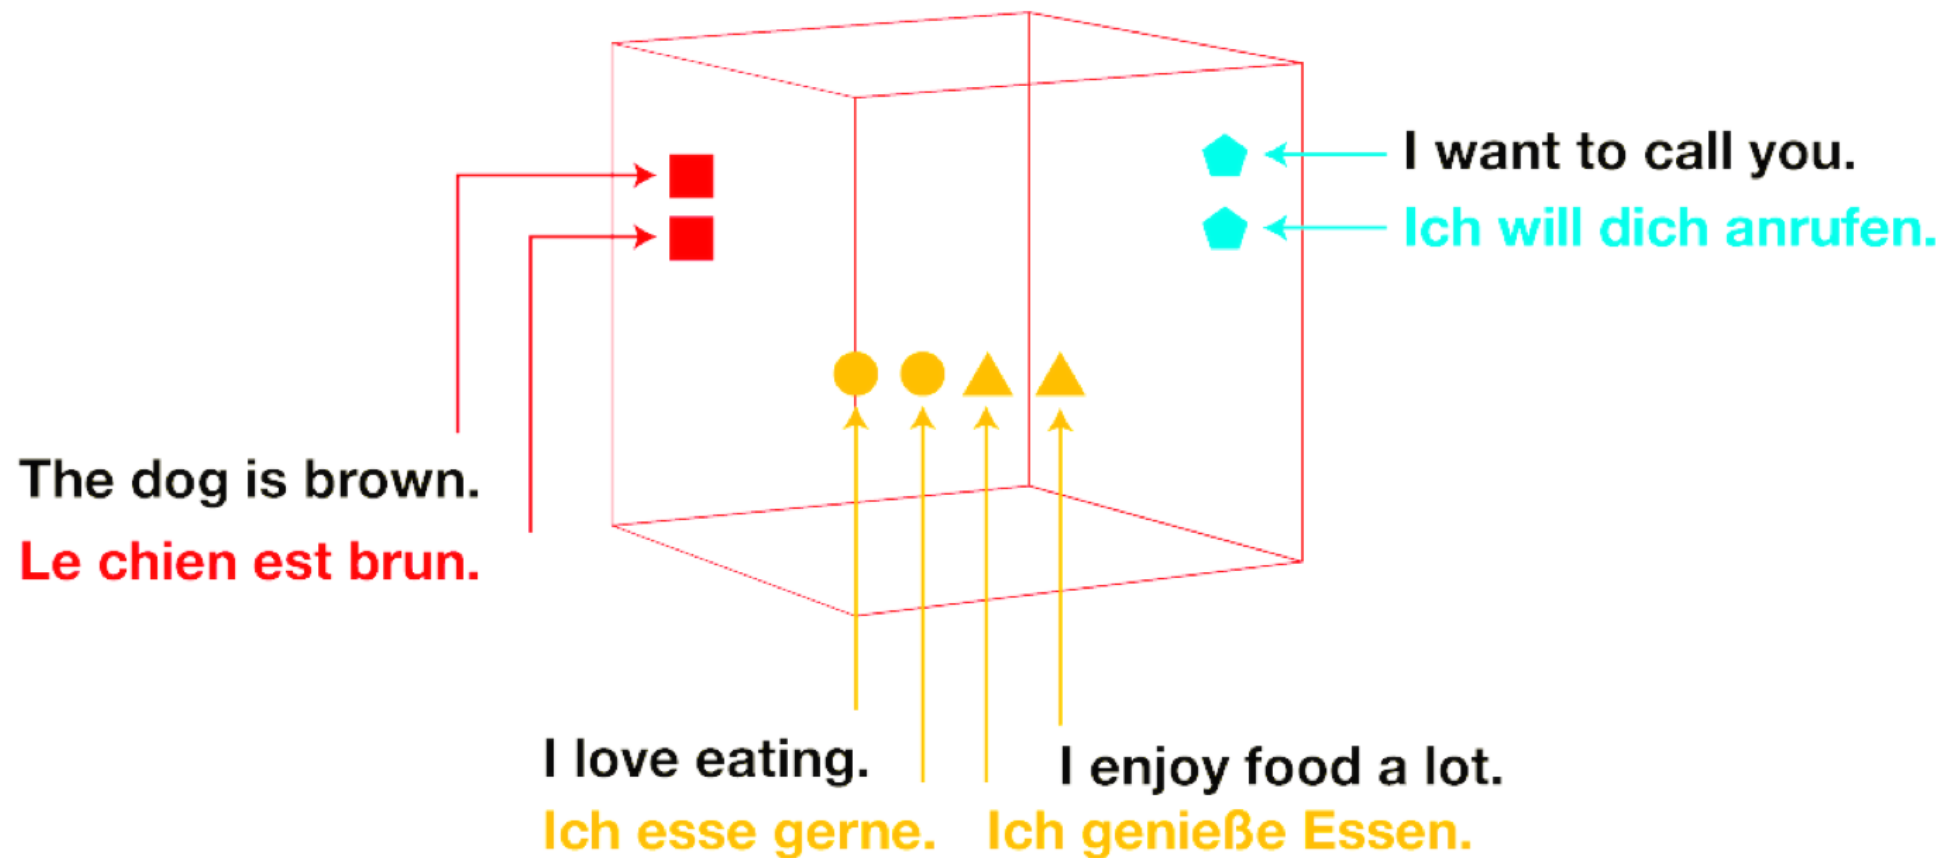 I want to call you.
Ich will dich anrufen.
The dog is brown.
Le chien est brun.
I love eating.
Ich esse gerne.
I enjoy food a lot.
Ich genieße Essen.